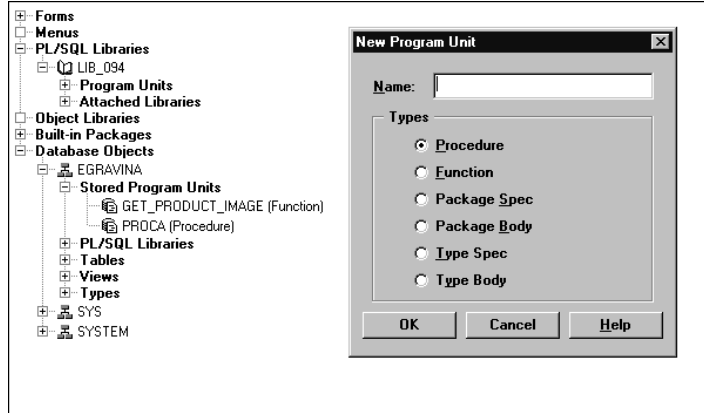 Forms
Menus
PL/SQL Libraries
LIB_094
Program Units
Attached Libraries
Object Libraries
Built-in Packages
Database Objects
EGRAVINA
Stored Program Units
GET_PRODUCT_IMAGE (Function)
PROCA (Procedure)
PL/SQL Libraries
Tables
Views
Types
SYS
SYSTEM
New Program Unit
Name:
Types
Procedure
Function
Package Spec
Package Body
Type Spec
Type Body
OK Cancel Help